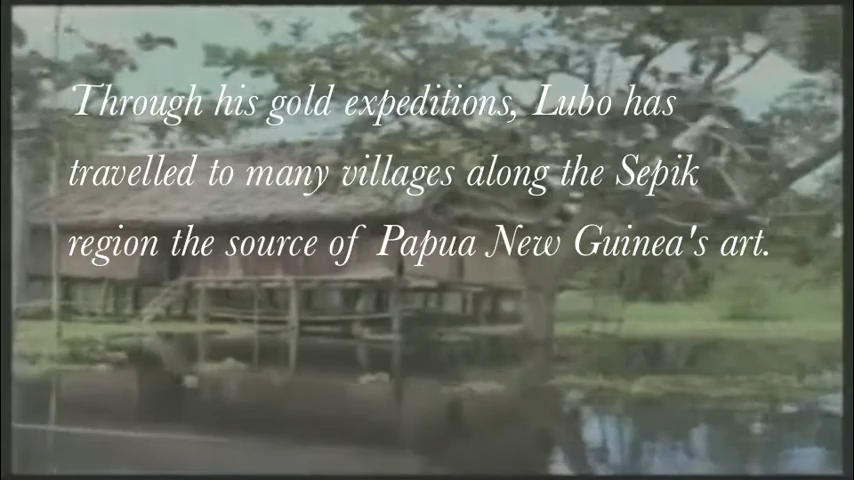 Through his gold expeditions, Lubo has
travelled to many villages along the Sepik
region the source of Papua New Guinea's art.